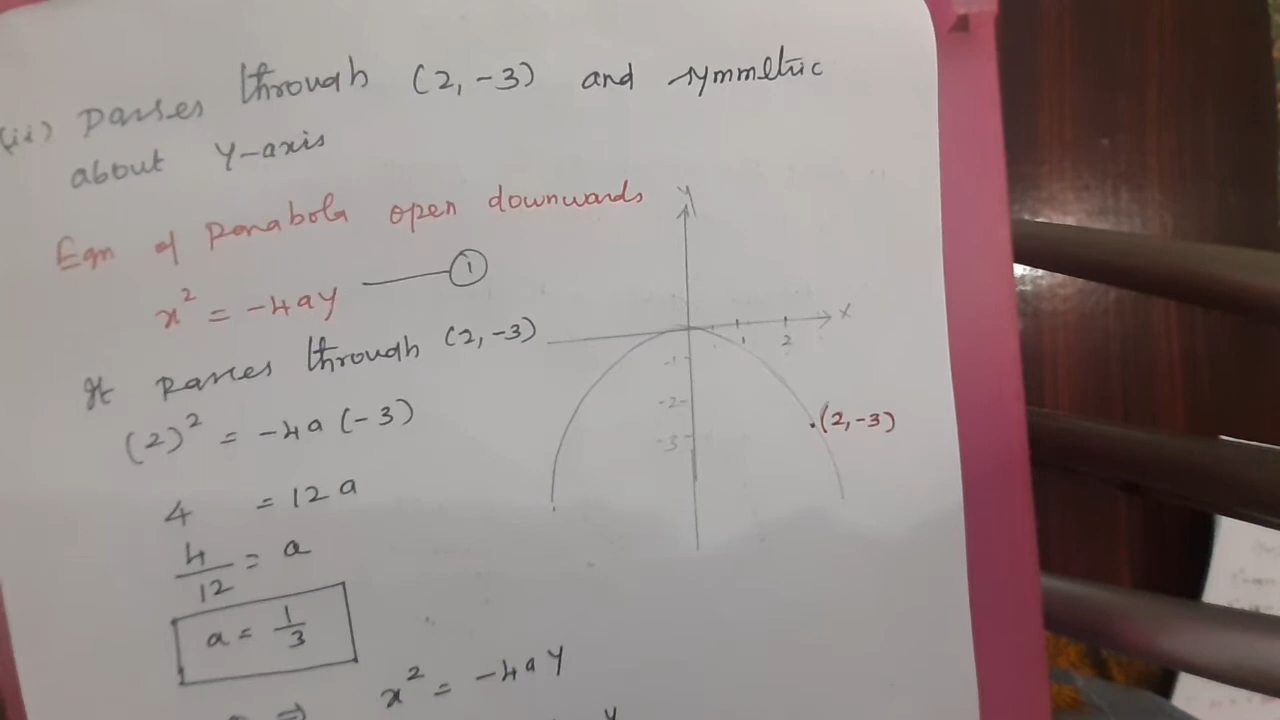 (ii) Passes through (2, -3) and symmetric
about Y-axis
Eqn of Parabola open downwards
x² = -4ay ——— ①
It Passes through (2, -3)
(2)² = -4a (-3)
4 = 12 a
4/12 = a
a = 1/3
⇒ x² = -4ay
Y
X
1 2
-1
-2
-3
(2, -3)